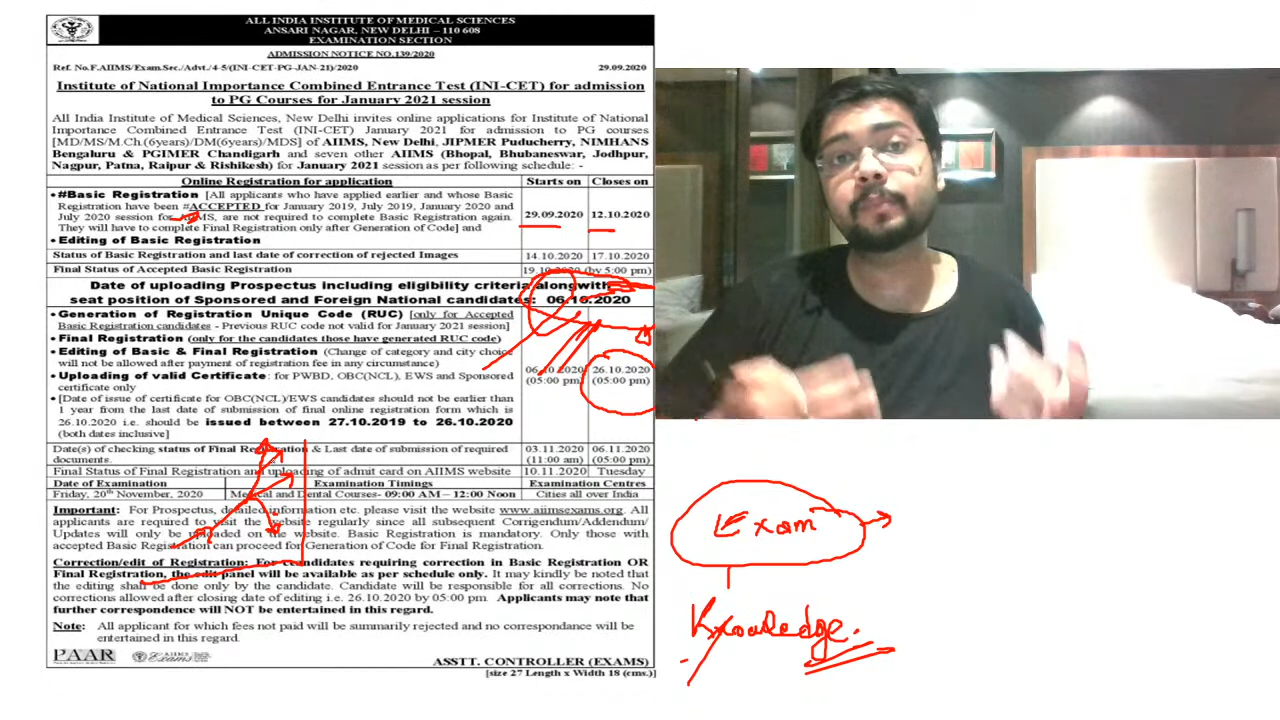 ALL INDIA INSTITUTE OF MEDICAL SCIENCES
ANSARI NAGAR, NEW DELHI – 110 608
EXAMINATION SECTION
ADMISSION NOTICE NO.139/2020
Ref. No.F.AIIMS/Exam.Sec/Advt./4-5/(INI-CET-PG-JAN-21)/2020 29.09.2020
Institute of National Importance Combined Entrance Test (INI-CET) for admission
to PG Courses for January 2021 session
All India Institute of Medical Sciences, New Delhi invites online applications for Institute of
National Importance Combined Entrance Test (INI-CET) January 2021 for admission to PG courses
[MD/MS/M.Ch.(6years)/DM(6years)/MDS] of AIIMS, New Delhi, JIPMER Puducherry, NIMHANS
Bengaluru & PGIMER Chandigarh and seven other AIIMS (Bhopal, Bhubaneswar, Jodhpur,
Nagpur, Patna, Raipur & Rishikesh) for January 2021 session as per following schedule: -
Online Registration for application Starts on Closes on
•#Basic Registration [All applicants who have applied earlier and whose Basic
Registration have been #ACCEPTED for January 2019, July 2019, January 2020 and
July 2020 session for AIIMS, are not required to complete Basic Registration again.
They will have to complete Final Registration only after Generation of Code] and
•Editing of Basic Registration
29.09.2020 12.10.2020
Status of Basic Registration and last date of correction of rejected Images 14.10.2020 17.10.2020
Final Status of Accepted Basic Registration 19.10.2020 (by 5:00 pm)
Date of uploading Prospectus including eligibility criteria alongwith
seat position of Sponsored and Foreign National candidates: 06.10.2020
•Generation of Registration Unique Code (RUC) [only for Accepted
Basic Registration candidates - Previous RUC code not valid for January 2021 session]
•Final Registration (only for the candidates those have generated RUC code)
•Editing of Basic & Final Registration (Change of category and city choice
will not be allowed after payment of registration fee in any circumstance)
•Uploading of valid Certificate: for PWBD, OBC(NCL), EWS and Sponsored
certificate only
•[Date of issue of certificate for OBC(NCL)/EWS candidates should not be earlier than
1 year from the last date of submission of final online registration form which is
26.10.2020 i.e. should be issued between 27.10.2019 to 26.10.2020
(both dates inclusive]
06.10.2020 26.10.2020
(05:00 pm) (05:00 pm)
Date(s) of checking status of Final Registration & Last date of submission of required
documents.
03.11.2020 06.11.2020
(11:00 am) (05:00 pm)
Final Status of Final Registration and uploading of admit card on AIIMS website 10.11.2020 Tuesday
Date of Examination Examination Timings Examination Centres
Friday, 20th November, 2020 Medical and Dental Courses- 09:00 AM – 12:00 Noon Cities all over India
Important: For Prospectus, detailed information etc. please visit the website www.aiimsexams.org. All
applicants are required to visit the website regularly since all subsequent Corrigendum/Addendum/
Updates will only be uploaded on the website. Basic Registration is mandatory. Only those with
accepted Basic Registration can proceed for Generation of Code for Final Registration.
Correction/edit of Registration: For candidates requiring correction in Basic Registration OR
Final Registration, the edit panel will be available as per schedule only. It may kindly be noted that
the editing shall be done only by the candidate. Candidate will be responsible for all corrections. No
corrections allowed after closing date of editing i.e. 26.10.2020 by 05:00 pm. Applicants may note that
further correspondence will NOT be entertained in this regard.
Note: All applicant for which fees not paid will be summarily rejected and no correspondence will be
entertained in this regard.
PAAR
ASSTT. CONTROLLER (EXAMS)
[size 27 Length x Width 18 (cms.)]
Exam
Knowledge.